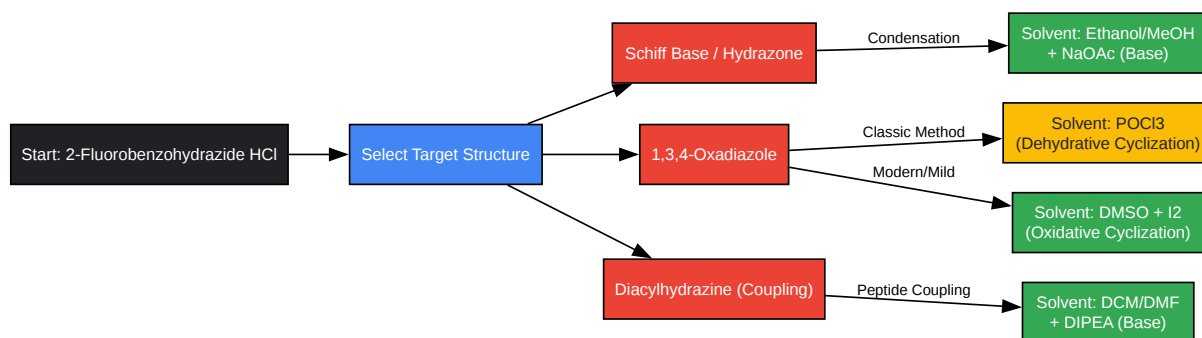 Start: 2-Fluorobenzohydrazide HCl
Select Target Structure
Schiff Base / Hydrazone
Condensation
Solvent: Ethanol/MeOH
+ NaOAc (Base)
1,3,4-Oxadiazole
Classic Method
Solvent: POCl3
(Dehydrative Cyclization)
Modern/Mild
Solvent: DMSO + I2
(Oxidative Cyclization)
Diacylhydrazine (Coupling)
Peptide Coupling
Solvent: DCM/DMF
+ DIPEA (Base)